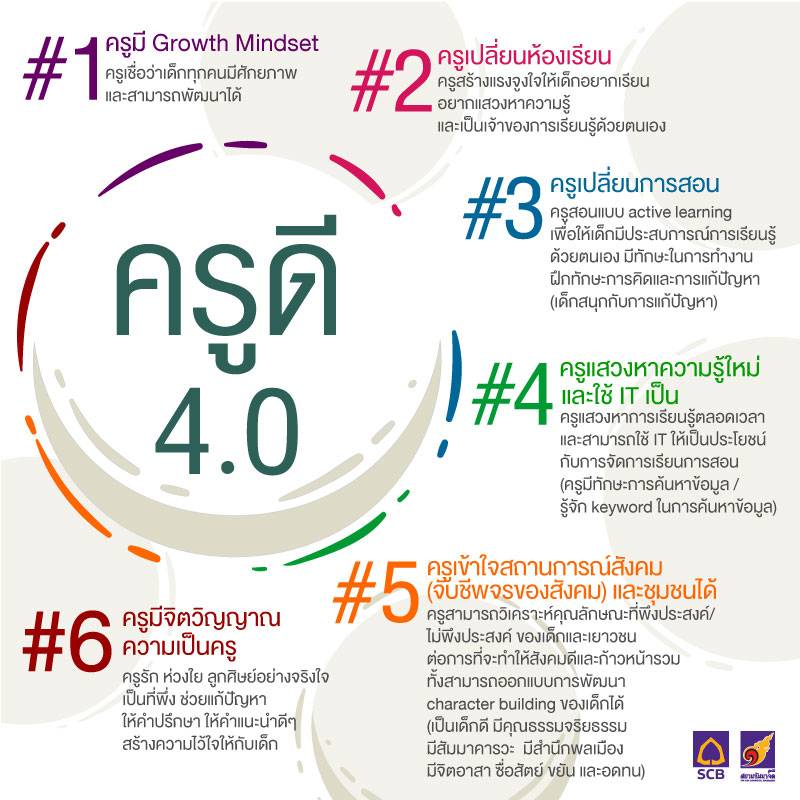 #1
ครูมี Growth Mindset
ครูเชื่อว่าเด็กทุกคนมีศักยภาพ
และสามารถพัฒนาได้
#2
ครูเปลี่ยนห้องเรียน
ครูสร้างแรงจูงใจให้เด็กอยากเรียน
อยากแสวงหาความรู้
และเป็นเจ้าของการเรียนรู้ด้วยตนเอง
#3
ครูเปลี่ยนการสอน
ครูสอนแบบ active learning
เพื่อให้เด็กมีประสบการณ์การเรียนรู้
ด้วยตนเอง มีทักษะในการทำงาน
ฝึกทักษะการคิดและการแก้ปัญหา
(เด็กสนุกกับการแก้ปัญหา)
ครูดี
4.0
#4
ครูแสวงหาความรู้ใหม่
และใช้ IT เป็น
ครูแสวงหาการเรียนรู้ตลอดเวลา
และสามารถใช้ IT ให้เป็นประโยชน์
กับการจัดการเรียนการสอน
(ครูมีทักษะการค้นหาข้อมูล /
รู้จัก keyword ในการค้นหาข้อมูล)
#5
ครูเข้าใจสถานการณ์สังคม
(จับชีพจรของสังคม) และชุมชนได้
ครูสามารถวิเคราะห์คุณลักษณะที่พึงประสงค์/
ไม่พึงประสงค์ ของเด็กและเยาวชน
ต่อการที่จะทำให้สังคมดีและก้าวหน้ารวม
ทั้งสามารถออกแบบการพัฒนา
character building ของเด็กได้
(เป็นเด็กดี มีคุณธรรมจริยธรรม
มีสัมมาคารวะ มีสำนึกพลเมือง
มีจิตอาสา ซื่อสัตย์ ขยัน และอดทน)
#6
ครูมีจิตวิญญาณ
ความเป็นครู
ครูรัก ห่วงใย ลูกศิษย์อย่างจริงใจ
เป็นที่พึ่ง ช่วยแก้ปัญหา
ให้คำปรึกษา ให้คำแนะนำดีๆ
สร้างความไว้ใจให้กับเด็ก
SCB
สยามกัมมาจล